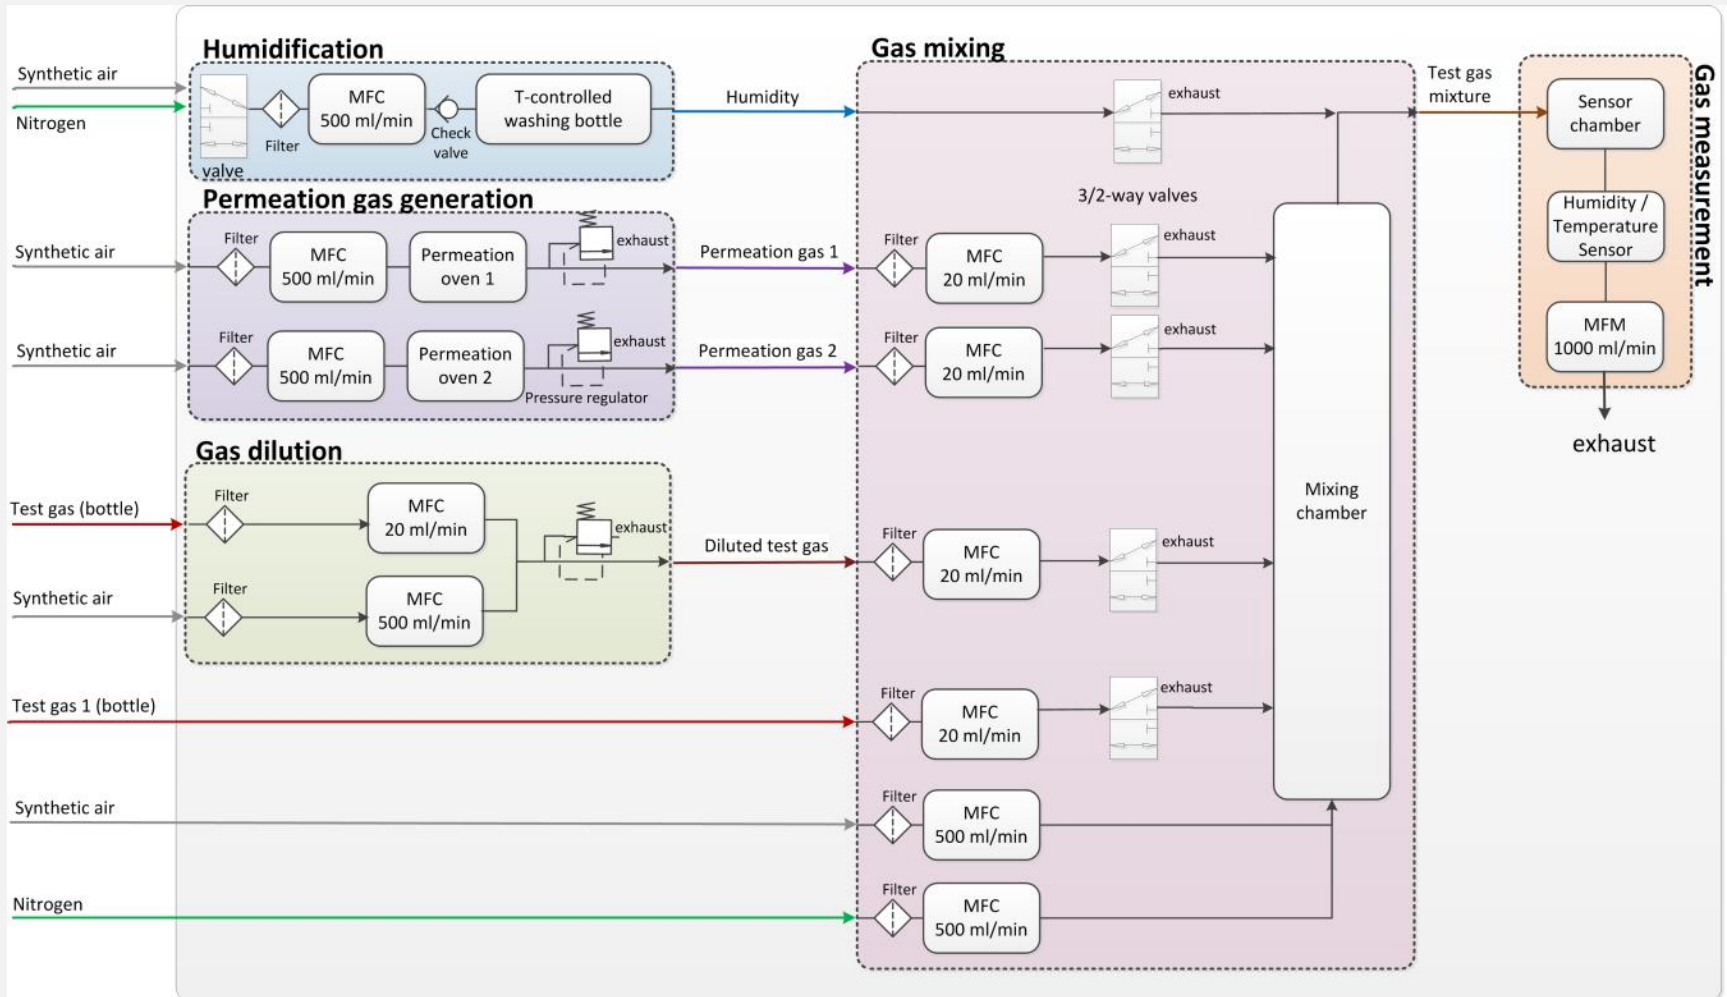 Humidification
Synthetic air
Nitrogen
valve
Filter
MFC
500 ml/min
Check
valve
T-controlled
washing bottle
Humidity
Permeation gas generation
Synthetic air
Filter
MFC
500 ml/min
Permeation
oven 1
exhaust
Permeation gas 1
Synthetic air
Filter
MFC
500 ml/min
Permeation
oven 2
exhaust
Pressure regulator
Permeation gas 2
Gas dilution
Test gas (bottle)
Filter
MFC
20 ml/min
exhaust
Synthetic air
Filter
MFC
500 ml/min
Diluted test gas
Test gas 1 (bottle)
Synthetic air
Nitrogen
Gas mixing
exhaust
3/2-way valves
Filter
MFC
20 ml/min
exhaust
Filter
MFC
20 ml/min
exhaust
Filter
MFC
20 ml/min
exhaust
Filter
MFC
20 ml/min
exhaust
Filter
MFC
500 ml/min
Filter
MFC
500 ml/min
Mixing
chamber
Test gas
mixture
Gas measurement
Sensor
chamber
Humidity /
Temperature
Sensor
MFM
1000 ml/min
exhaust